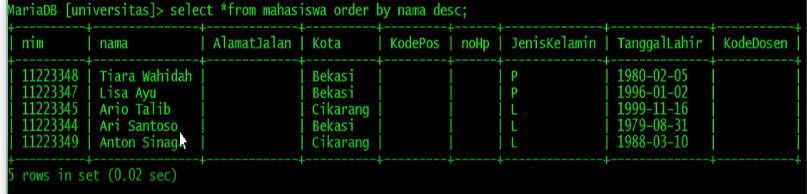 MariaDB [universitas]> select *from mahasiswa order by nama desc;
| nim | nama | AlamatJalan | Kota | KodePos | noHp | JenisKelamin | TanggalLahir | KodeDosen |
| 11223348 | Tiara Wahidah | | Bekasi | | | P | 1980-02-05 | |
| 11223347 | Lisa Ayu | | Bekasi | | | P | 1996-01-02 | |
| 11223345 | Ario Talib | | Cikarang | | | L | 1999-11-16 | |
| 11223344 | Ari Santoso | | Bekasi | | | L | 1979-08-31 | |
| 11223349 | Anton Sinag | | Cikarang | | | L | 1988-03-10 | |
5 rows in set (0.02 sec)